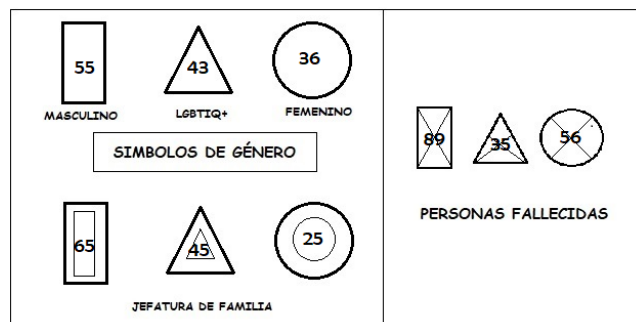 55 43 36
MASCULINO LGBTIQ+ FEMENINO
SIMBOLOS DE GÉNERO
65 45 25
JEFATURA DE FAMILIA
89 35 56
PERSONAS FALLECIDAS